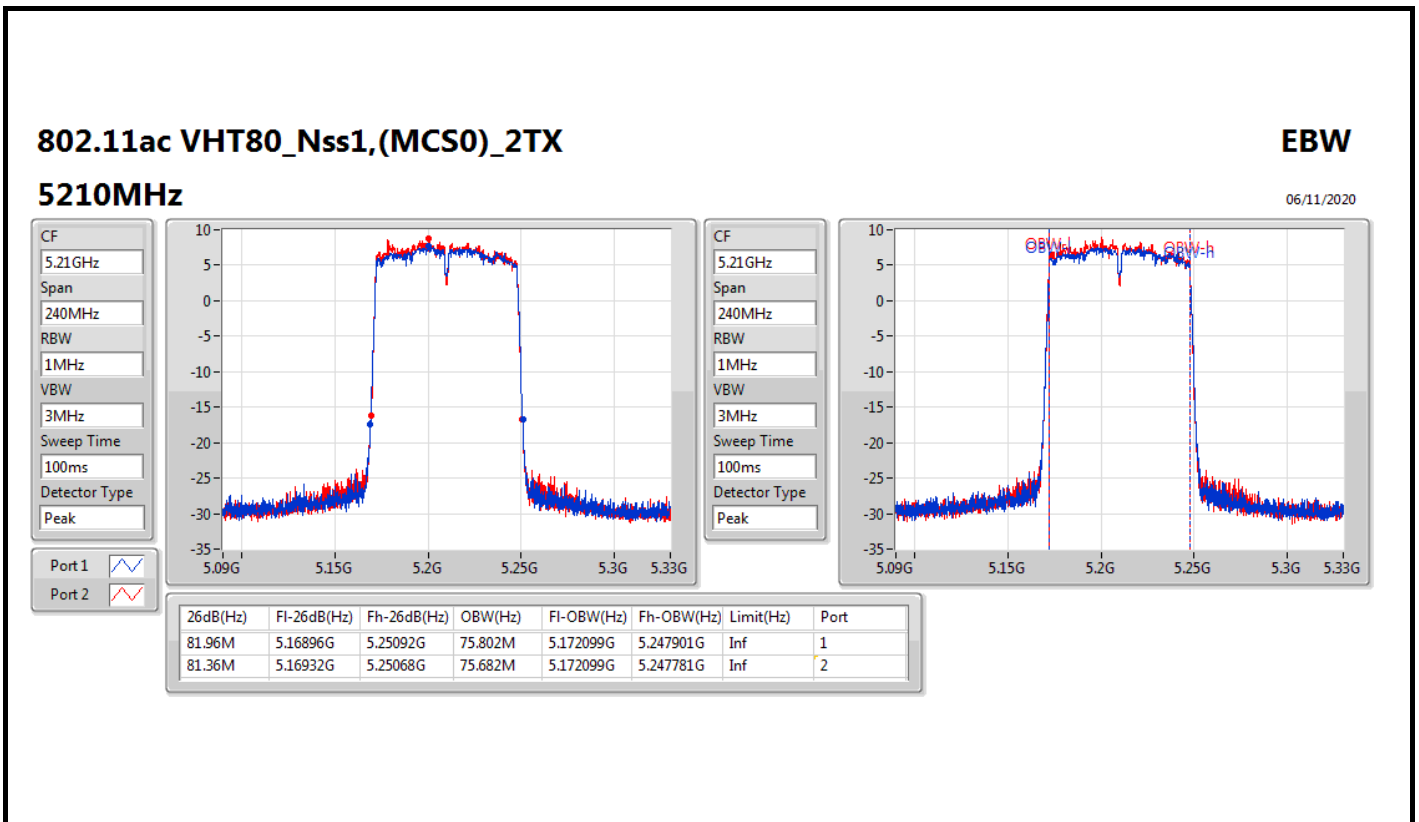 802.11ac VHT80_Nss1,(MCS0)_2TX
EBW
5210MHz
06/11/2020
CF
5.21GHz
Span
240MHz
RBW
1MHz
VBW
3MHz
Sweep Time
100ms
Detector Type
Peak
Port 1
Port 2
10
5
0
-5
-10
-15
-20
-25
-30
-35
5.09G 5.15G 5.2G 5.25G 5.3G 5.33G
CF
5.21GHz
Span
240MHz
RBW
1MHz
VBW
3MHz
Sweep Time
100ms
Detector Type
Peak
10
5
0
-5
-10
-15
-20
-25
-30
-35
OBW-l OBW-h
OBW-l OBW-h
5.09G 5.15G 5.2G 5.25G 5.3G 5.33G
26dB(Hz) Fl-26dB(Hz) Fh-26dB(Hz) OBW(Hz) Fl-OBW(Hz) Fh-OBW(Hz) Limit(Hz) Port
81.96M 5.16896G 5.25092G 75.802M 5.172099G 5.247901G Inf 1
81.36M 5.16932G 5.25068G 75.682M 5.172099G 5.247781G Inf 2